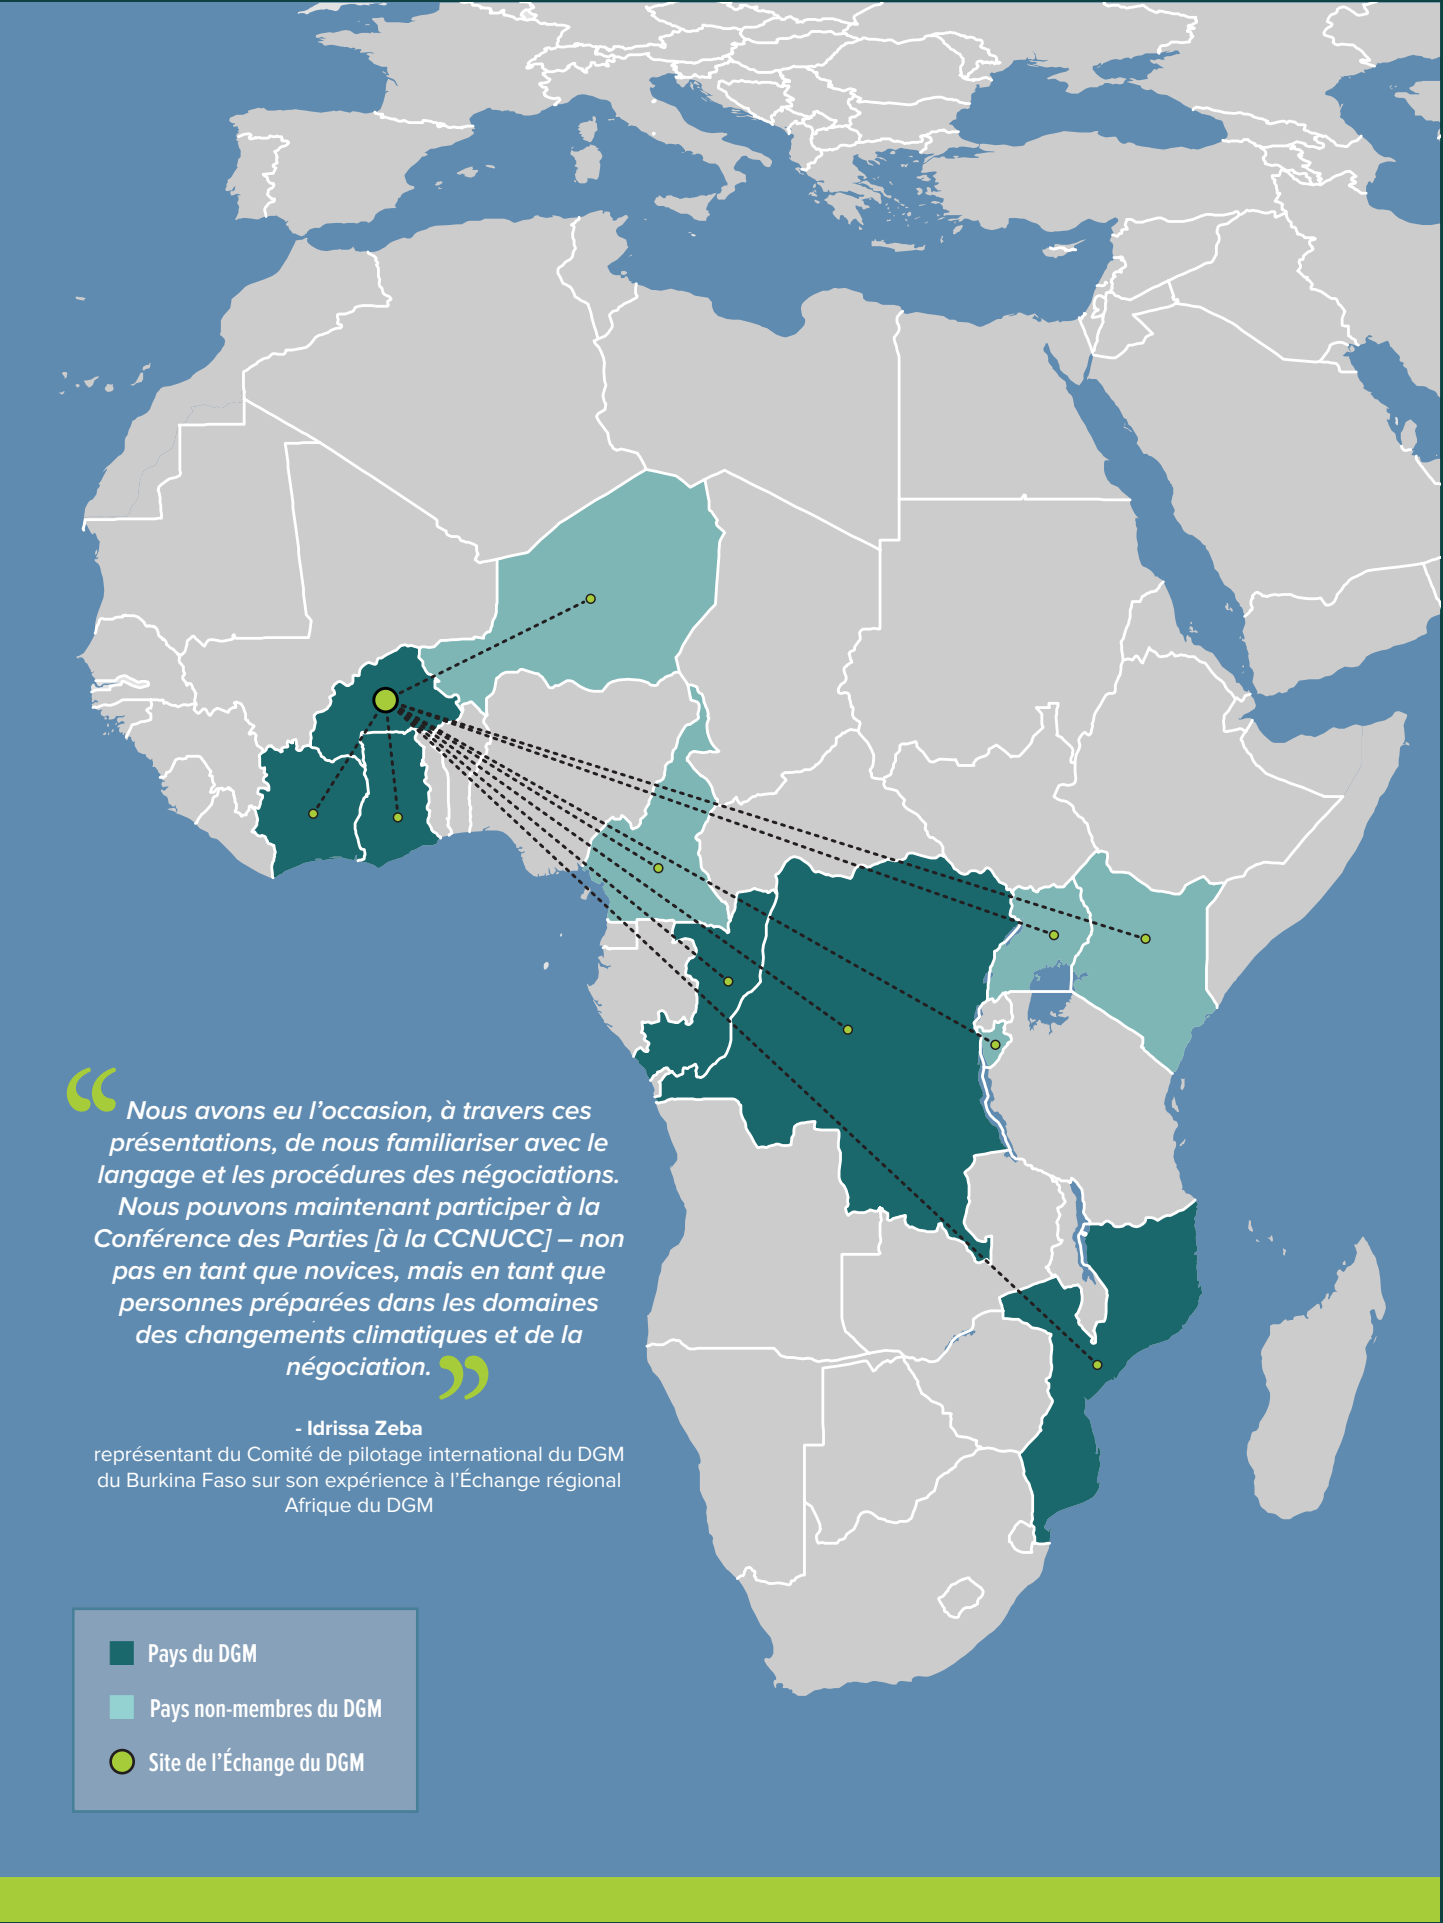 “ Nous avons eu l’occasion, à travers ces
présentations, de nous familiariser avec le
langage et les procédures des négociations.
Nous pouvons maintenant participer à la
Conférence des Parties [à la CCNUCC] – non
pas en tant que novices, mais en tant que
personnes préparées dans les domaines
des changements climatiques et de la
négociation. ”
- Idrissa Zeba
représentant du Comité de pilotage international du DGM
du Burkina Faso sur son expérience à l’Échange régional
Afrique du DGM
Pays du DGM
Pays non-membres du DGM
Site de l’Échange du DGM